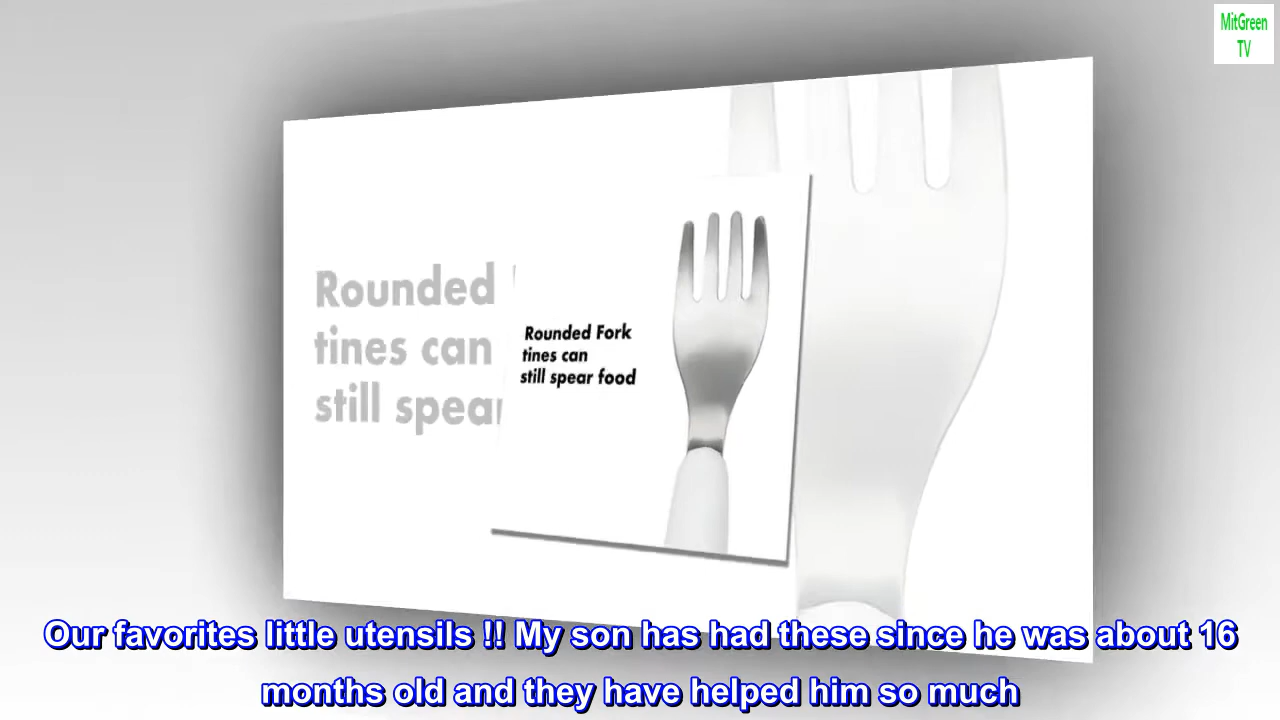 MitGreen
TV
Rounded
tines can
still spear
Rounded Fork
tines can
still spear food
Our favorites little utensils !! My son has had these since he was about 16
months old and they have helped him so much